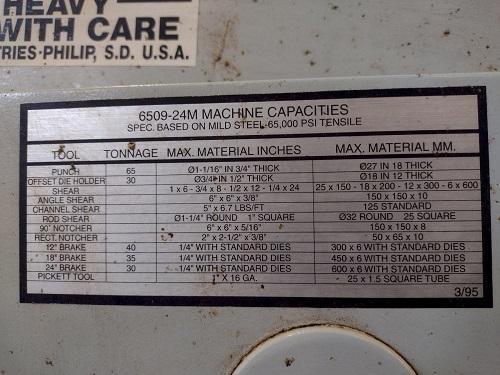 HEAVY
WITH CARE
TRIES·PHILIP, S.D. U.S.A.
6509-24M MACHINE CAPACITIES
SPEC. BASED ON MILD STEEL-65,000 PSI TENSILE
TOOL TONNAGE MAX. MATERIAL INCHES MAX. MATERIAL MM.
PUNCH 65 Ø1-1/16" IN 3/4" THICK Ø27 IN 18 THICK
OFFSET DIE HOLDER 30 Ø3/4" IN 1/2" THICK Ø18 IN 12 THICK
SHEAR 1 x 6 - 3/4 x 8 - 1/2 x 12 - 1/4 x 24 25 x 150 - 18 x 200 - 12 x 300 - 6 x 600
ANGLE SHEAR 6" x 6" x 3/8" 150 x 150 x 10
CHANNEL SHEAR 5" x 6.7 LBS/FT 125 STANDARD
ROD SHEAR Ø1-1/4" ROUND 1" SQUARE Ø32 ROUND 25 SQUARE
90° NOTCHER 6" x 6" x 5/16" 150 x 150 x 8
RECT. NOTCHER 2" x 2-1/2" x 3/8" 50 x 65 x 10
12" BRAKE 40 1/4" WITH STANDARD DIES 300 x 6 WITH STANDARD DIES
18" BRAKE 35 1/4" WITH STANDARD DIES 450 x 6 WITH STANDARD DIES
24" BRAKE 30 1/4" WITH STANDARD DIES 600 x 6 WITH STANDARD DIES
PICKETT TOOL 1" X 16 GA. 25 x 1.5 SQUARE TUBE
3/95